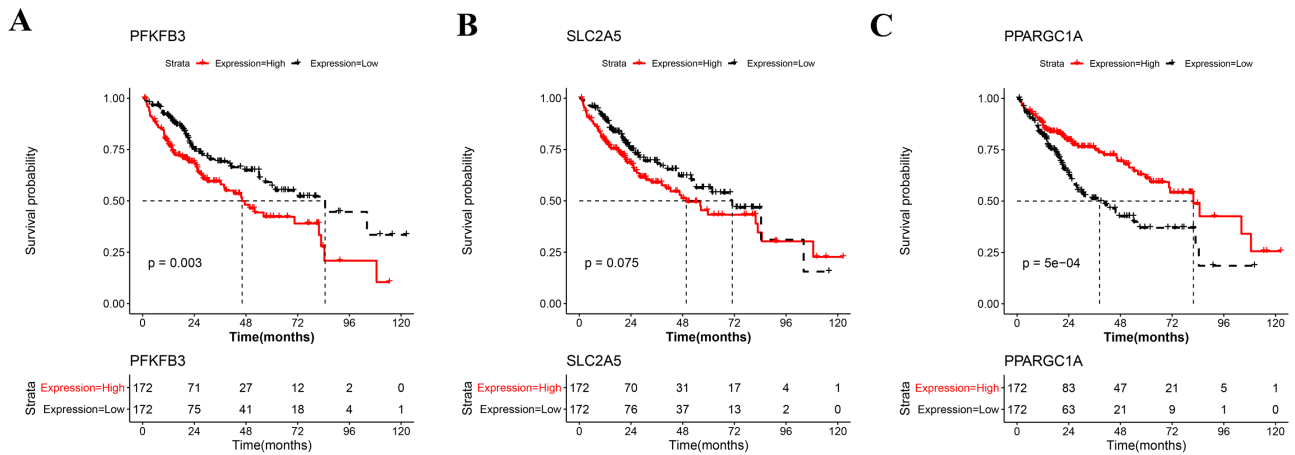 A
PFKFB3
Strata Expression=High Expression=Low
Survival probability
1.00
0.75
0.50
0.25
0.00
p = 0.003
0 24 48 72 96 120
Time(months)
PFKFB3
Strata
Expression=High 172 71 27 12 2 0
Expression=Low 172 75 41 18 4 1
0 24 48 72 96 120
Time(months)
B
SLC2A5
Strata Expression=High Expression=Low
Survival probability
1.00
0.75
0.50
0.25
0.00
p = 0.075
0 24 48 72 96 120
Time(months)
SLC2A5
Strata
Expression=High 172 70 31 17 4 1
Expression=Low 172 76 37 13 2 0
0 24 48 72 96 120
Time(months)
C
PPARGC1A
Strata Expression=High Expression=Low
Survival probability
1.00
0.75
0.50
0.25
0.00
p = 5e−04
0 24 48 72 96 120
Time(months)
PPARGC1A
Strata
Expression=High 172 83 47 21 5 1
Expression=Low 172 63 21 9 1 0
0 24 48 72 96 120
Time(months)